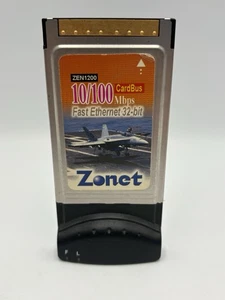 ZEN1200
10/100 CardBus
Mbps
Fast Ethernet 32-bit
Zonet
F L